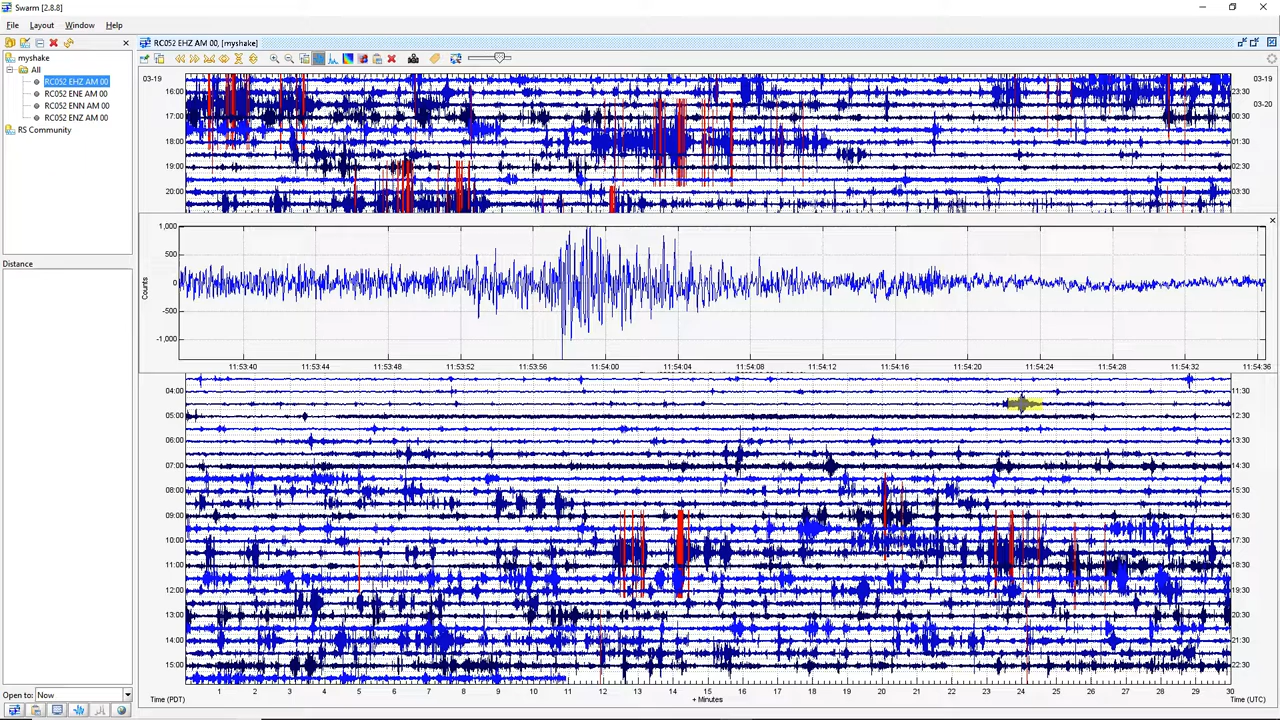 Swarm [2.8.8]
File Layout Window Help
RC052 EHZ AM 00, [myshake]
myshake
All
RC052 EHZ AM 00
RC052 ENE AM 00
RC052 ENN AM 00
RC052 ENZ AM 00
RS Community
Distance
Open to: Now
03-19 03-19
16:00 23:30
03-20
17:00 00:30
18:00
19:00 02:30
20:00 03:30
1,000
500
0
-500
-1,000
Counts
11:53:40 11:53:44 11:53:48 11:53:52 11:53:56 11:54:00 11:54:04 11:54:08 11:54:12 11:54:16 11:54:20 11:54:24 11:54:28 11:54:32 11:54:36
04:00 11:30
05:00 12:30
06:00 13:30
07:00 14:30
08:00 15:30
09:00 16:30
10:00 17:30
11:00 18:30
12:00 19:30
13:00 20:30
14:00 21:30
15:00 22:30
1 2 3 4 5 6 7 8 9 10 11 12 13 14 15 16 17 18 19 20 21 22 23 24 25 26 27 28 29 30
Time (PDT) + Minutes Time (UTC)